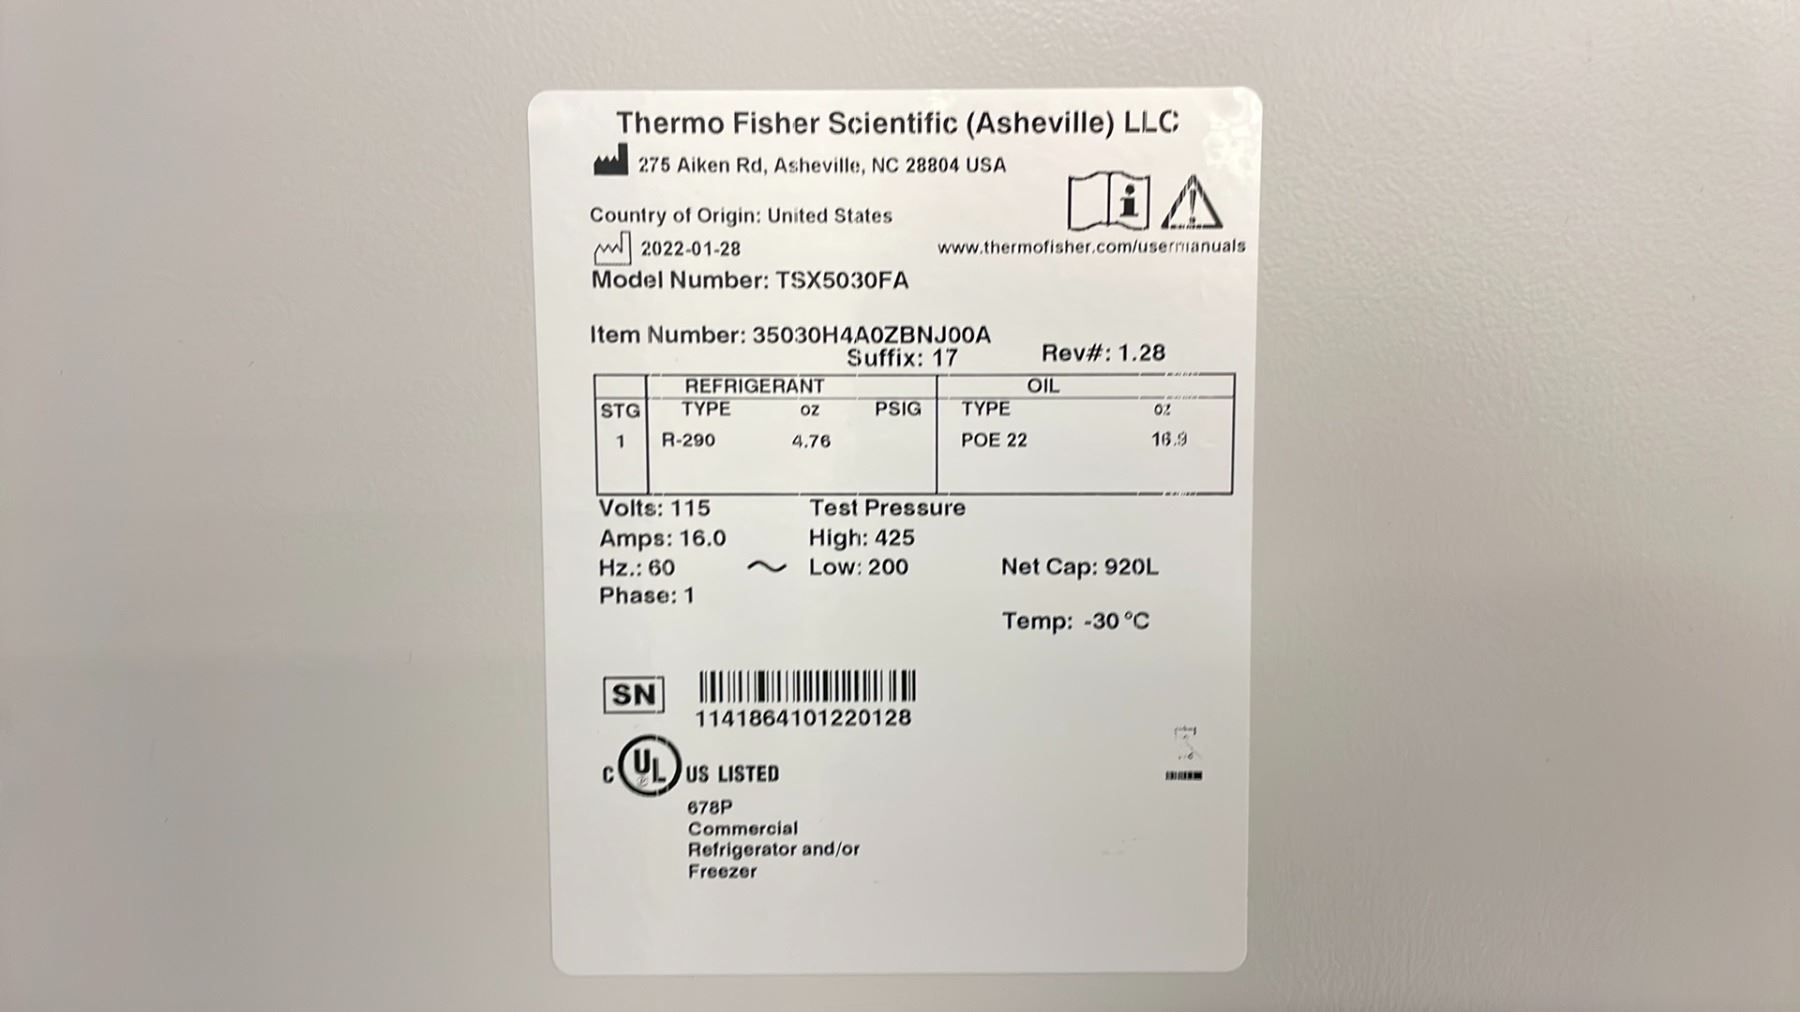 Thermo Fisher Scientific (Asheville) LLC
275 Aiken Rd, Asheville, NC 28804 USA
Country of Origin: United States
2022-01-28
www.thermofisher.com/usermanuals
Model Number: TSX5030FA
Item Number: 35030H4A0ZBNJ00A
Suffix: 17
Rev#: 1.28
REFRIGERANT OIL
STG TYPE oz PSIG TYPE oz
1 R-290 4.76 POE 22 16.9
Volts: 115 Test Pressure
Amps: 16.0 High: 425
Hz.: 60 ~ Low: 200 Net Cap: 920L
Phase: 1
Temp: -30 °C
SN
1141864101220128
C UL US LISTED
678P
Commercial
Refrigerator and/or
Freezer